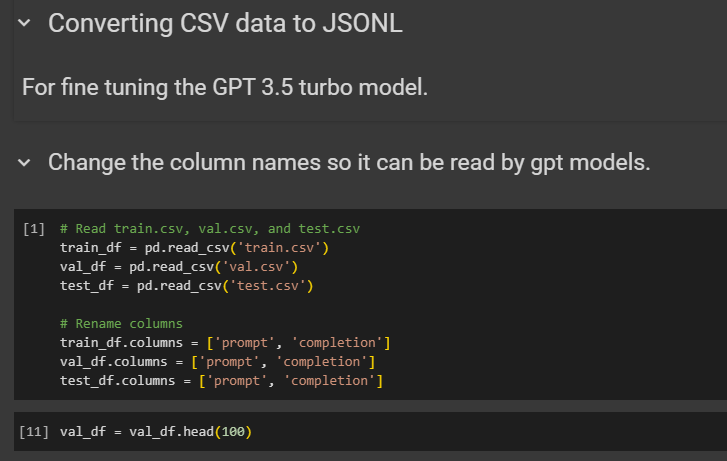 Converting CSV data to JSONL
For fine tuning the GPT 3.5 turbo model.
Change the column names so it can be read by gpt models.
[1] # Read train.csv, val.csv, and test.csv
train_df = pd.read_csv('train.csv')
val_df = pd.read_csv('val.csv')
test_df = pd.read_csv('test.csv')
# Rename columns
train_df.columns = ['prompt', 'completion']
val_df.columns = ['prompt', 'completion']
test_df.columns = ['prompt', 'completion']
[11] val_df = val_df.head(100)